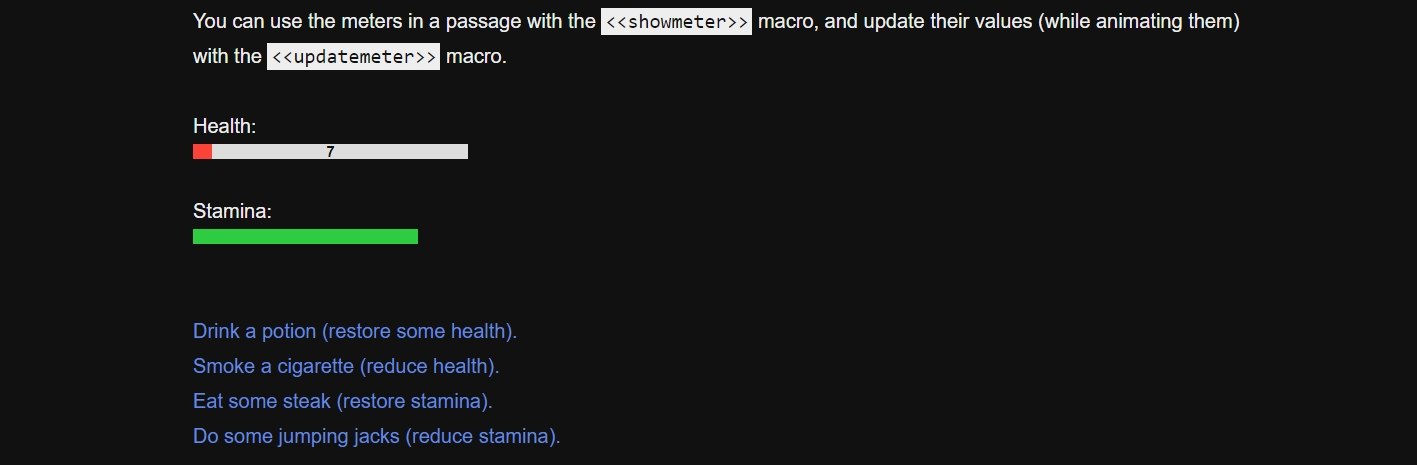 You can use the meters in a passage with the <<showmeter>> macro, and update their values (while animating them)
with the <<updatemeter>> macro.
Health:
7
Stamina:
Drink a potion (restore some health).
Smoke a cigarette (reduce health).
Eat some steak (restore stamina).
Do some jumping jacks (reduce stamina).